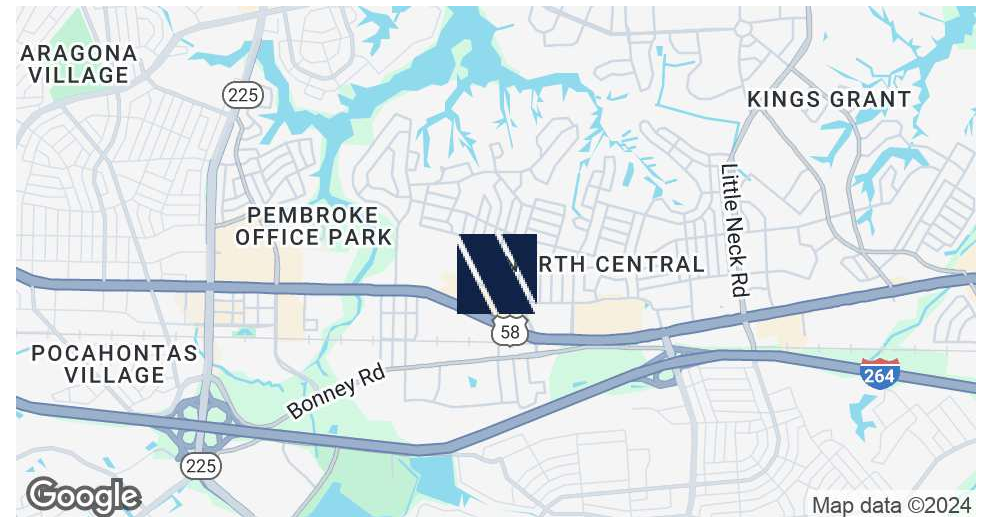 ARAGONA
VILLAGE
225
KINGS GRANT
Little Neck Rd
PEMBROKE
OFFICE PARK
RTH CENTRAL
58
POCAHONTAS
VILLAGE
Bonney Rd
264
225
Google
Map data ©2024